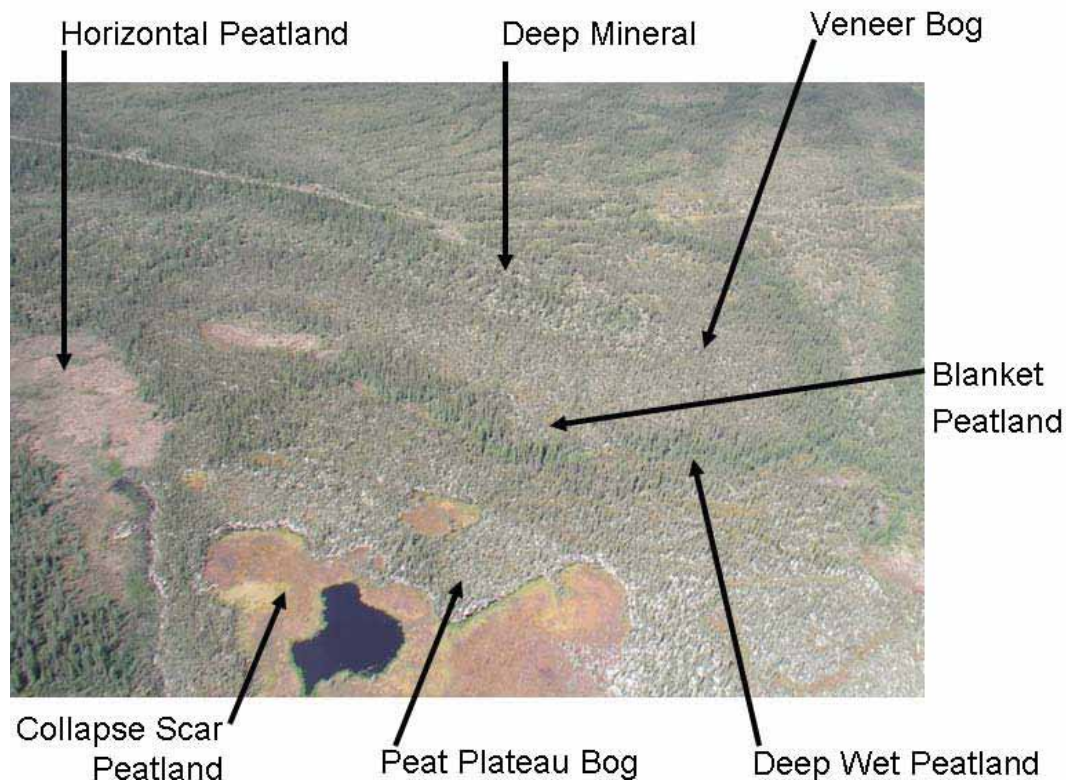 Horizontal Peatland
Deep Mineral
Veneer Bog
Blanket
Peatland
Collapse Scar
Peatland
Peat Plateau Bog
Deep Wet Peatland